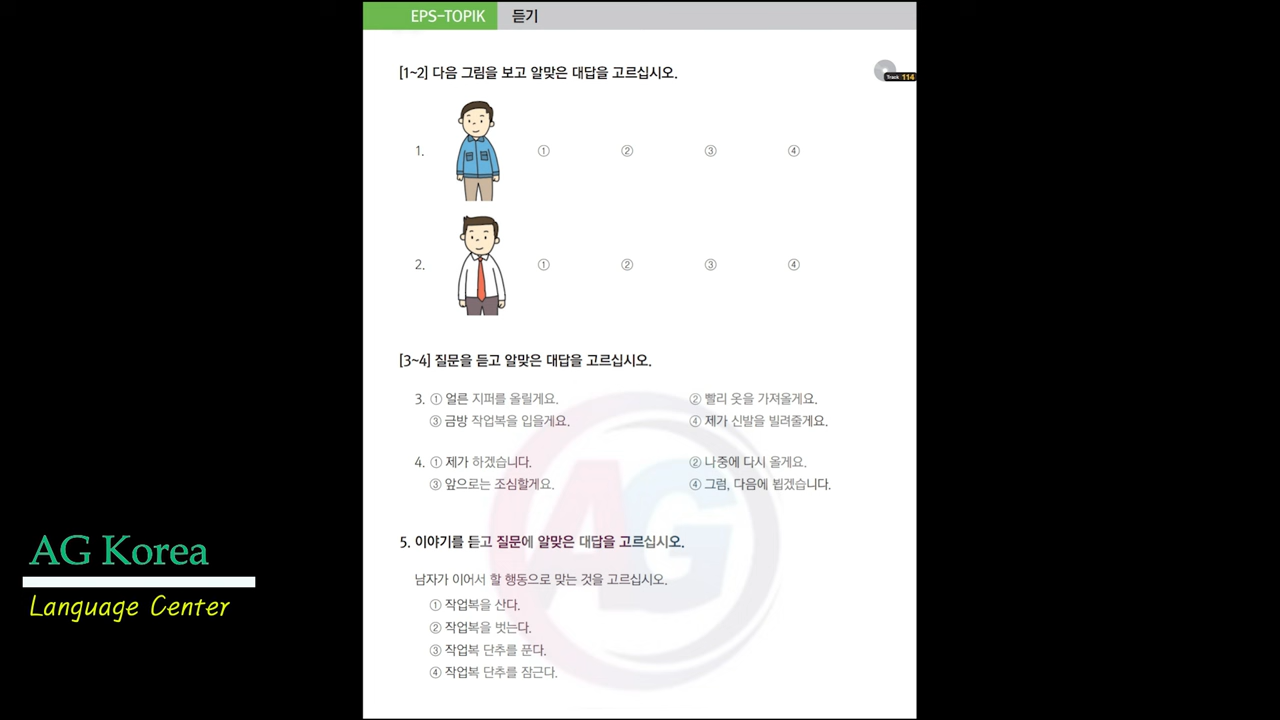 EPS-TOPIK 듣기
[1~2] 다음 그림을 보고 알맞은 대답을 고르십시오.
Track 114
1. ① ② ③ ④
2. ① ② ③ ④
[3~4] 질문을 듣고 알맞은 대답을 고르십시오.
3. ① 얼른 지퍼를 올릴게요. ② 빨리 옷을 가져올게요.
③ 금방 작업복을 입을게요. ④ 제가 신발을 빌려줄게요.
4. ① 제가 하겠습니다. ② 나중에 다시 올게요.
③ 앞으로는 조심할게요. ④ 그럼, 다음에 뵙겠습니다.
5. 이야기를 듣고 질문에 알맞은 대답을 고르십시오.
남자가 이어서 할 행동으로 맞는 것을 고르십시오.
① 작업복을 산다.
② 작업복을 벗는다.
③ 작업복 단추를 푼다.
④ 작업복 단추를 잠근다.
AG
AG Korea
Language Center